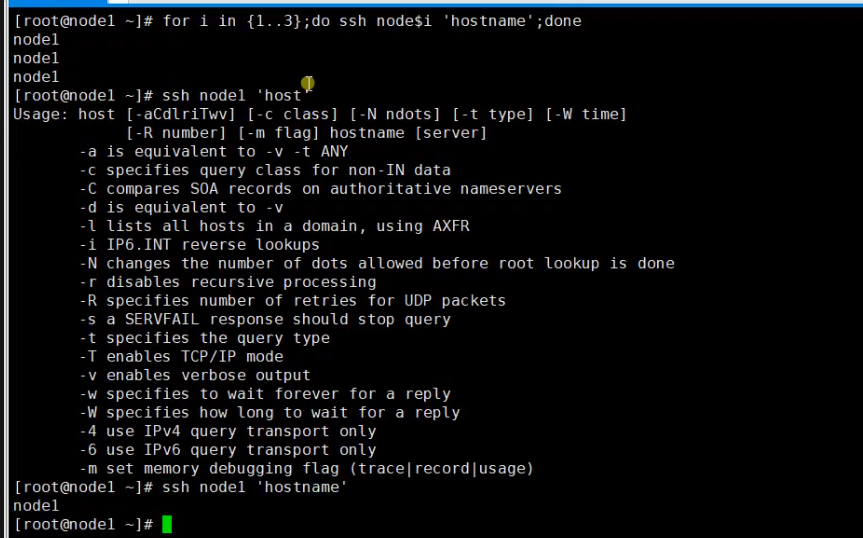 [root@node1 ~]# for i in {1..3};do ssh node$i 'hostname';done
node1
node1
node1
[root@node1 ~]# ssh node1 'host'
Usage: host [-aCdlriTwv] [-c class] [-N ndots] [-t type] [-W time]
            [-R number] [-m flag] hostname [server]
       -a is equivalent to -v -t ANY
       -c specifies query class for non-IN data
       -C compares SOA records on authoritative nameservers
       -d is equivalent to -v
       -l lists all hosts in a domain, using AXFR
       -i IP6.INT reverse lookups
       -N changes the number of dots allowed before root lookup is done
       -r disables recursive processing
       -R specifies number of retries for UDP packets
       -s a SERVFAIL response should stop query
       -t specifies the query type
       -T enables TCP/IP mode
       -v enables verbose output
       -w specifies to wait forever for a reply
       -W specifies how long to wait for a reply
       -4 use IPv4 query transport only
       -6 use IPv6 query transport only
       -m set memory debugging flag (trace|record|usage)
[root@node1 ~]# ssh node1 'hostname'
node1
[root@node1 ~]#